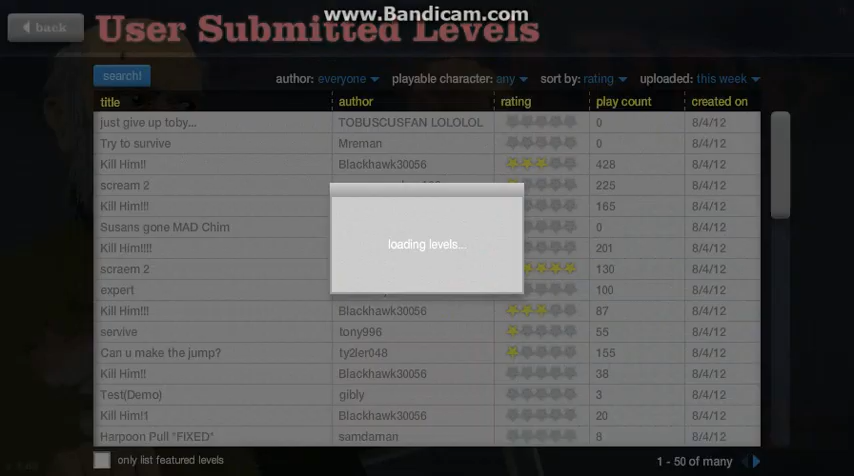 www.Bandicam.com
back
User Submitted Levels
search! author: everyone playable character: any sort by: rating uploaded: this week
title author rating play count created on
just give up toby... TOBUSCUSFAN LOLOLOL 0 8/4/12
Try to survive Mreman 0 8/4/12
Kill Him!! Blackhawk30056 428 8/4/12
scream 2 225 8/4/12
Kill Him!!! 165 8/4/12
Susans gone MAD Chim 0 8/4/12
Kill Him!!!! 201 8/4/12
loading levels...
scraem 2 130 8/4/12
expert 100 8/4/12
Kill Him!!! Blackhawk30056 87 8/4/12
servive tony996 55 8/4/12
Can u make the jump? ty2ler048 155 8/4/12
Kill Him!! Blackhawk30056 38 8/4/12
Test(Demo) gibly 3 8/4/12
Kill Him!1 Blackhawk30056 20 8/4/12
Harpoon Pull "FIXED" samdaman 8 8/4/12
only list featured levels 1 - 50 of many